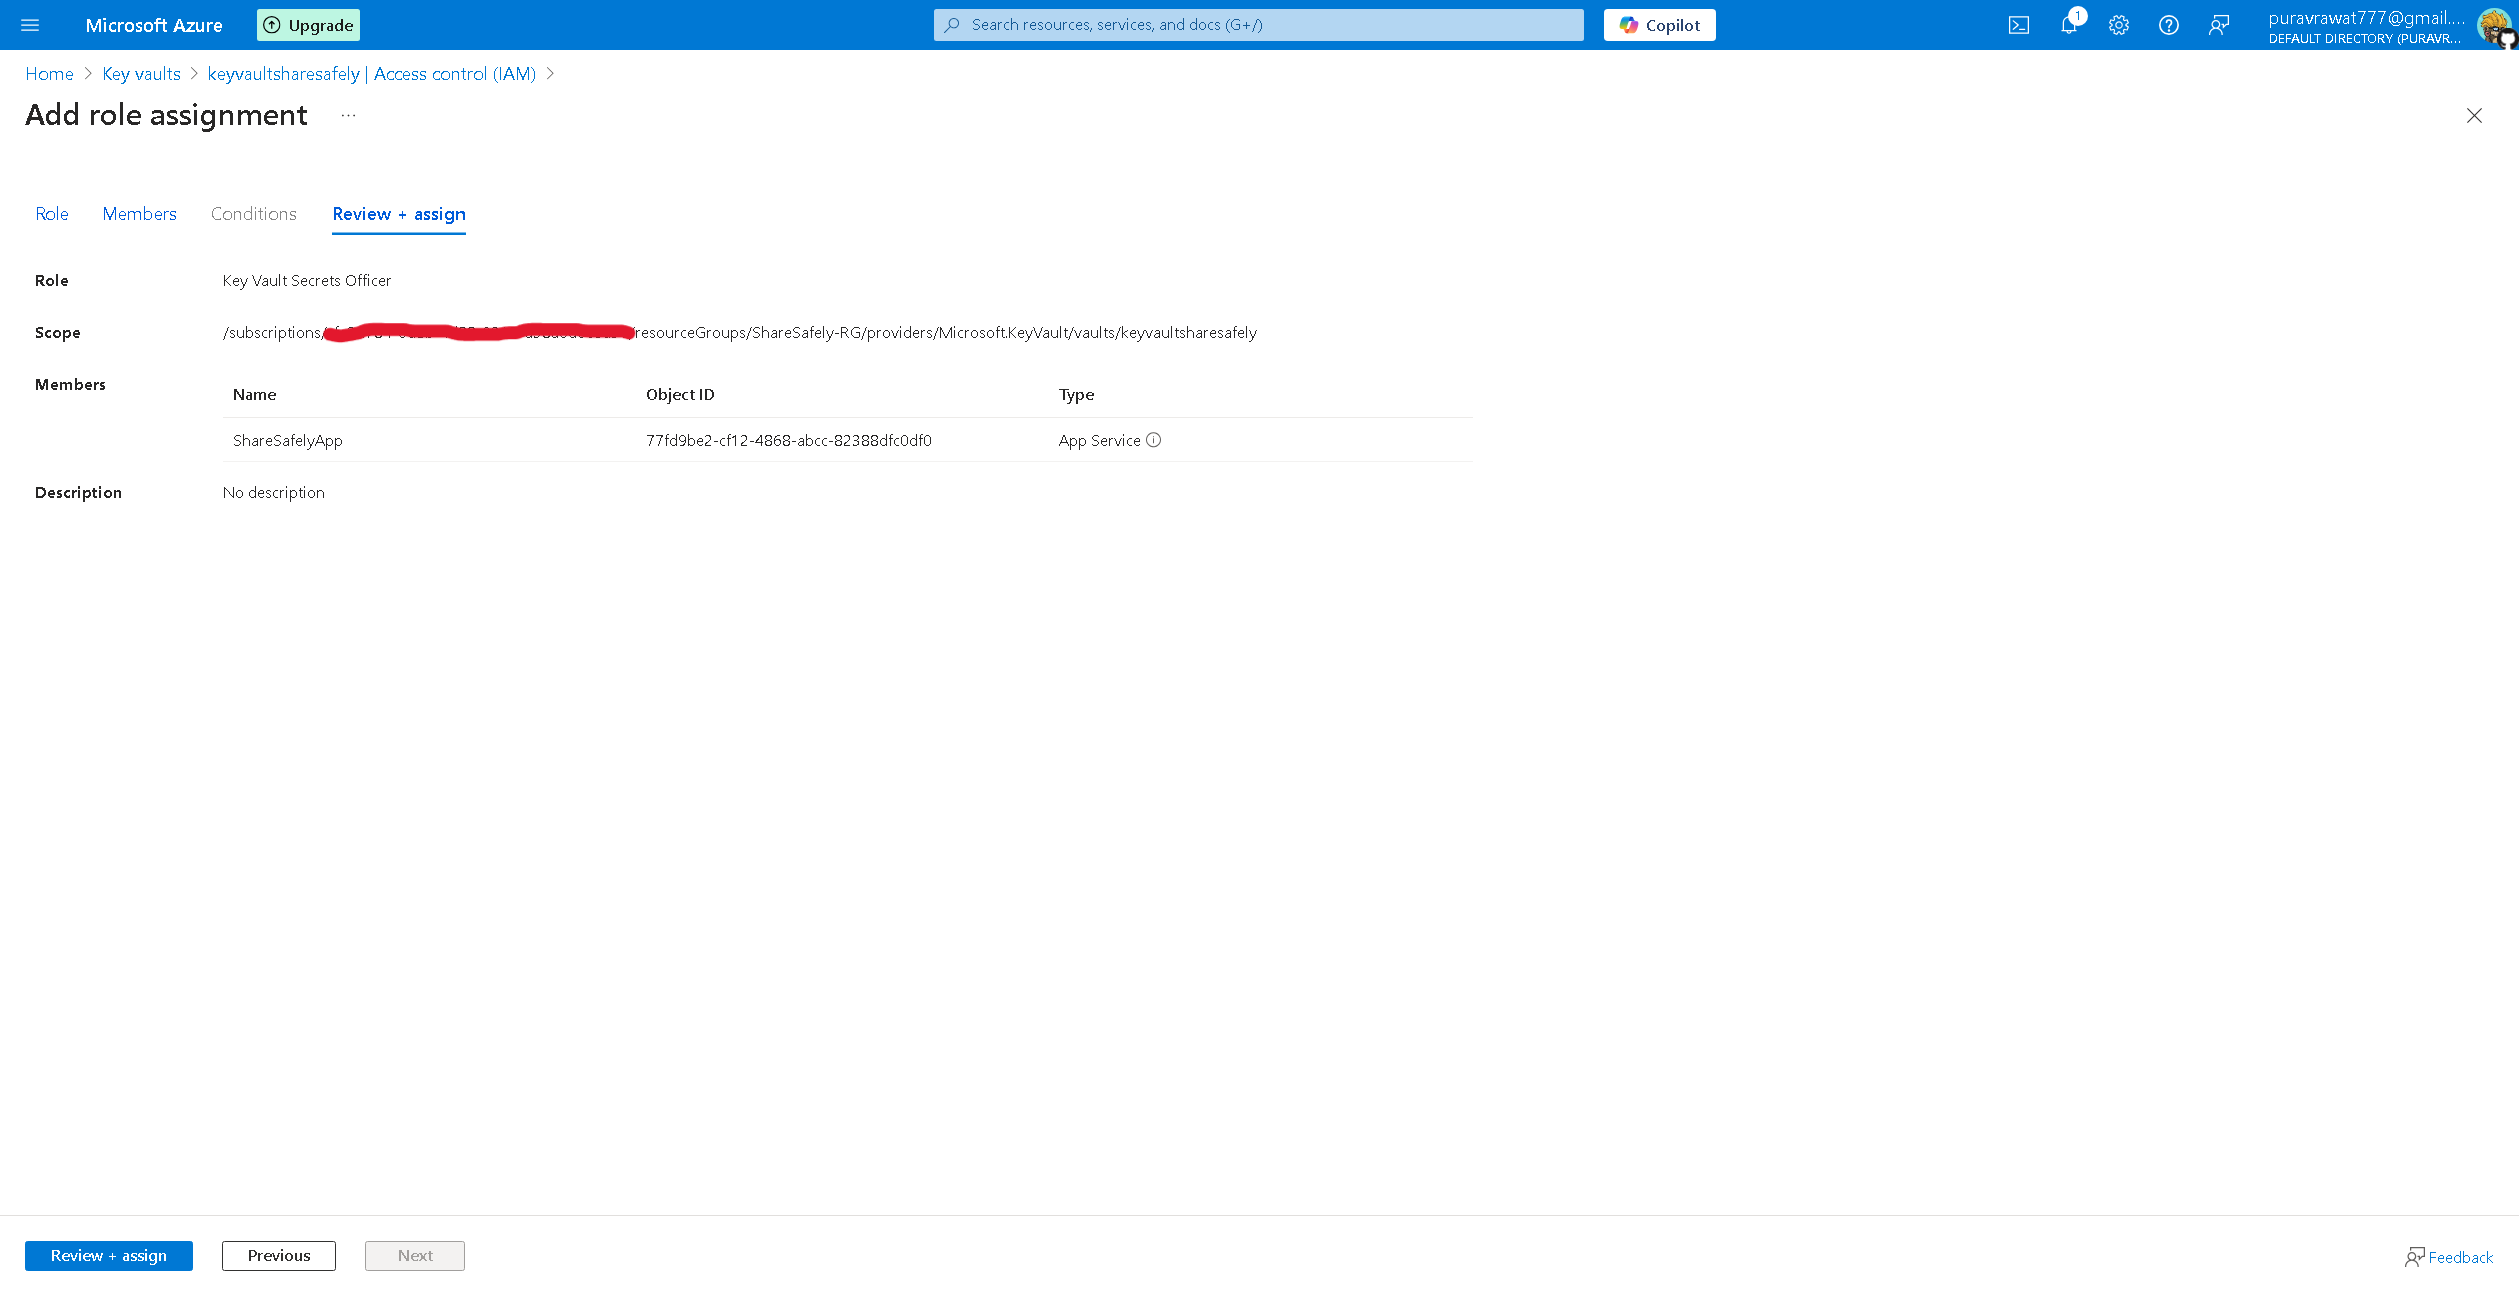 Microsoft Azure
Upgrade
Search resources, services, and docs (G+/)
Copilot
1
puravrawat777@gmail....
DEFAULT DIRECTORY (PURAVR...
Home > Key vaults > keyvaultsharesafely | Access control (IAM) >
Add role assignment ...
Role Members Conditions Review + assign
Role Key Vault Secrets Officer
Scope /subscriptions/ resourceGroups/ShareSafely-RG/providers/Microsoft.KeyVault/vaults/keyvaultsharesafely
Members
Name Object ID Type
ShareSafelyApp 77fd9be2-cf12-4868-abcc-82388dfc0df0 App Service
Description No description
Review + assign Previous Next
Feedback